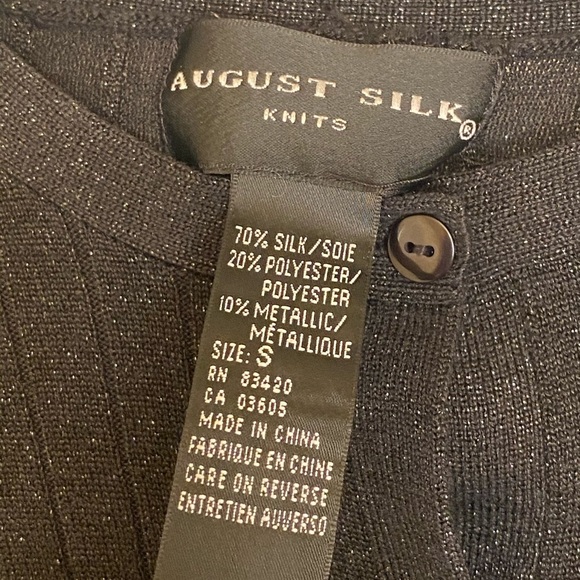 AUGUST SILK®
KNITS
70% SILK/SOIE
20% POLYESTER/
POLYESTER
10% METALLIC/
MÉTALLIQUE
SIZE: S
RN 83420
CA 03605
MADE IN CHINA
FABRIQUE EN CHINE
CARE ON REVERSE
ENTRETIEN AUVERSO